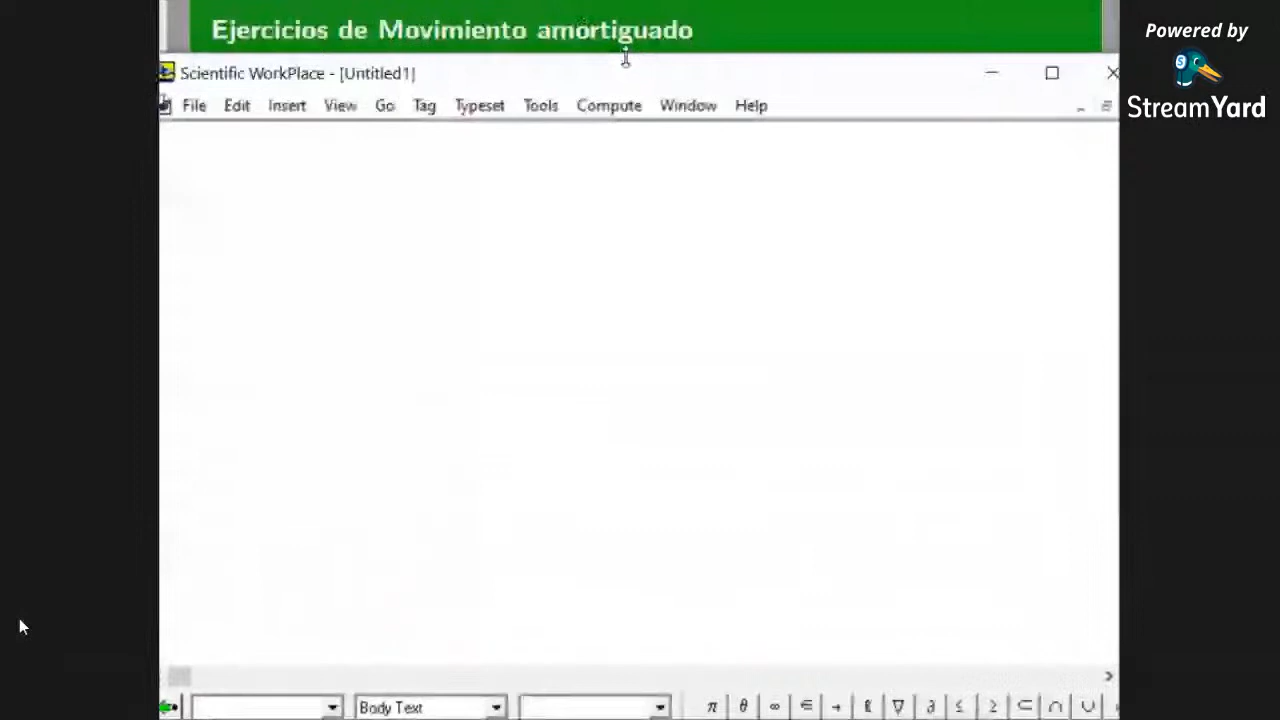 Ejercicios de Movimiento amortiguado
Powered by
StreamYard
Scientific WorkPlace - [Untitled1]
File Edit Insert View Go Tag Typeset Tools Compute Window Help
Body Text
π θ ∞ ∈ → ℓ ∇ ∂ ≤ ≥ ⊂ ∩ ∪